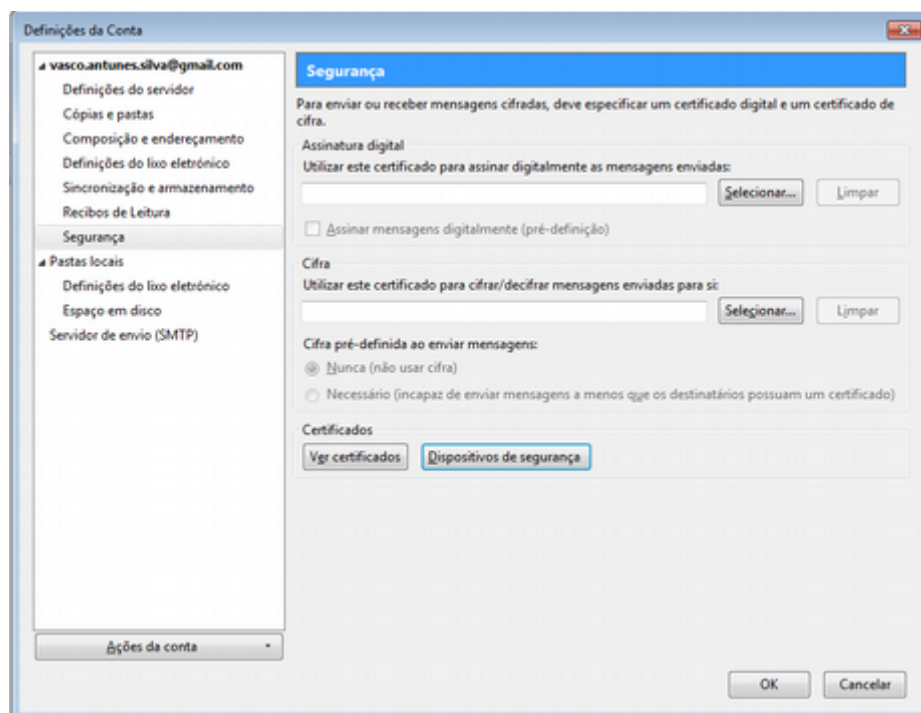 Definições da Conta
vasco.antunes.silva@gmail.com
Definições do servidor
Cópias e pastas
Composição e endereçamento
Definições do lixo eletrónico
Sincronização e armazenamento
Recibos de Leitura
Segurança
Pastas locais
Definições do lixo eletrónico
Espaço em disco
Servidor de envio (SMTP)
Ações da conta
Segurança
Para enviar ou receber mensagens cifradas, deve especificar um certificado digital e um certificado de
cifra.
Assinatura digital
Utilizar este certificado para assinar digitalmente as mensagens enviadas:
Selecionar... Limpar
Assinar mensagens digitalmente (pré-definição)
Cifra
Utilizar este certificado para cifrar/decifrar mensagens enviadas para si:
Selecionar... Limpar
Cifra pré-definida ao enviar mensagens:
Nunca (não usar cifra)
Necessário (incapaz de enviar mensagens a menos que os destinatários possuam um certificado)
Certificados
Ver certificados Dispositivos de segurança
OK Cancelar